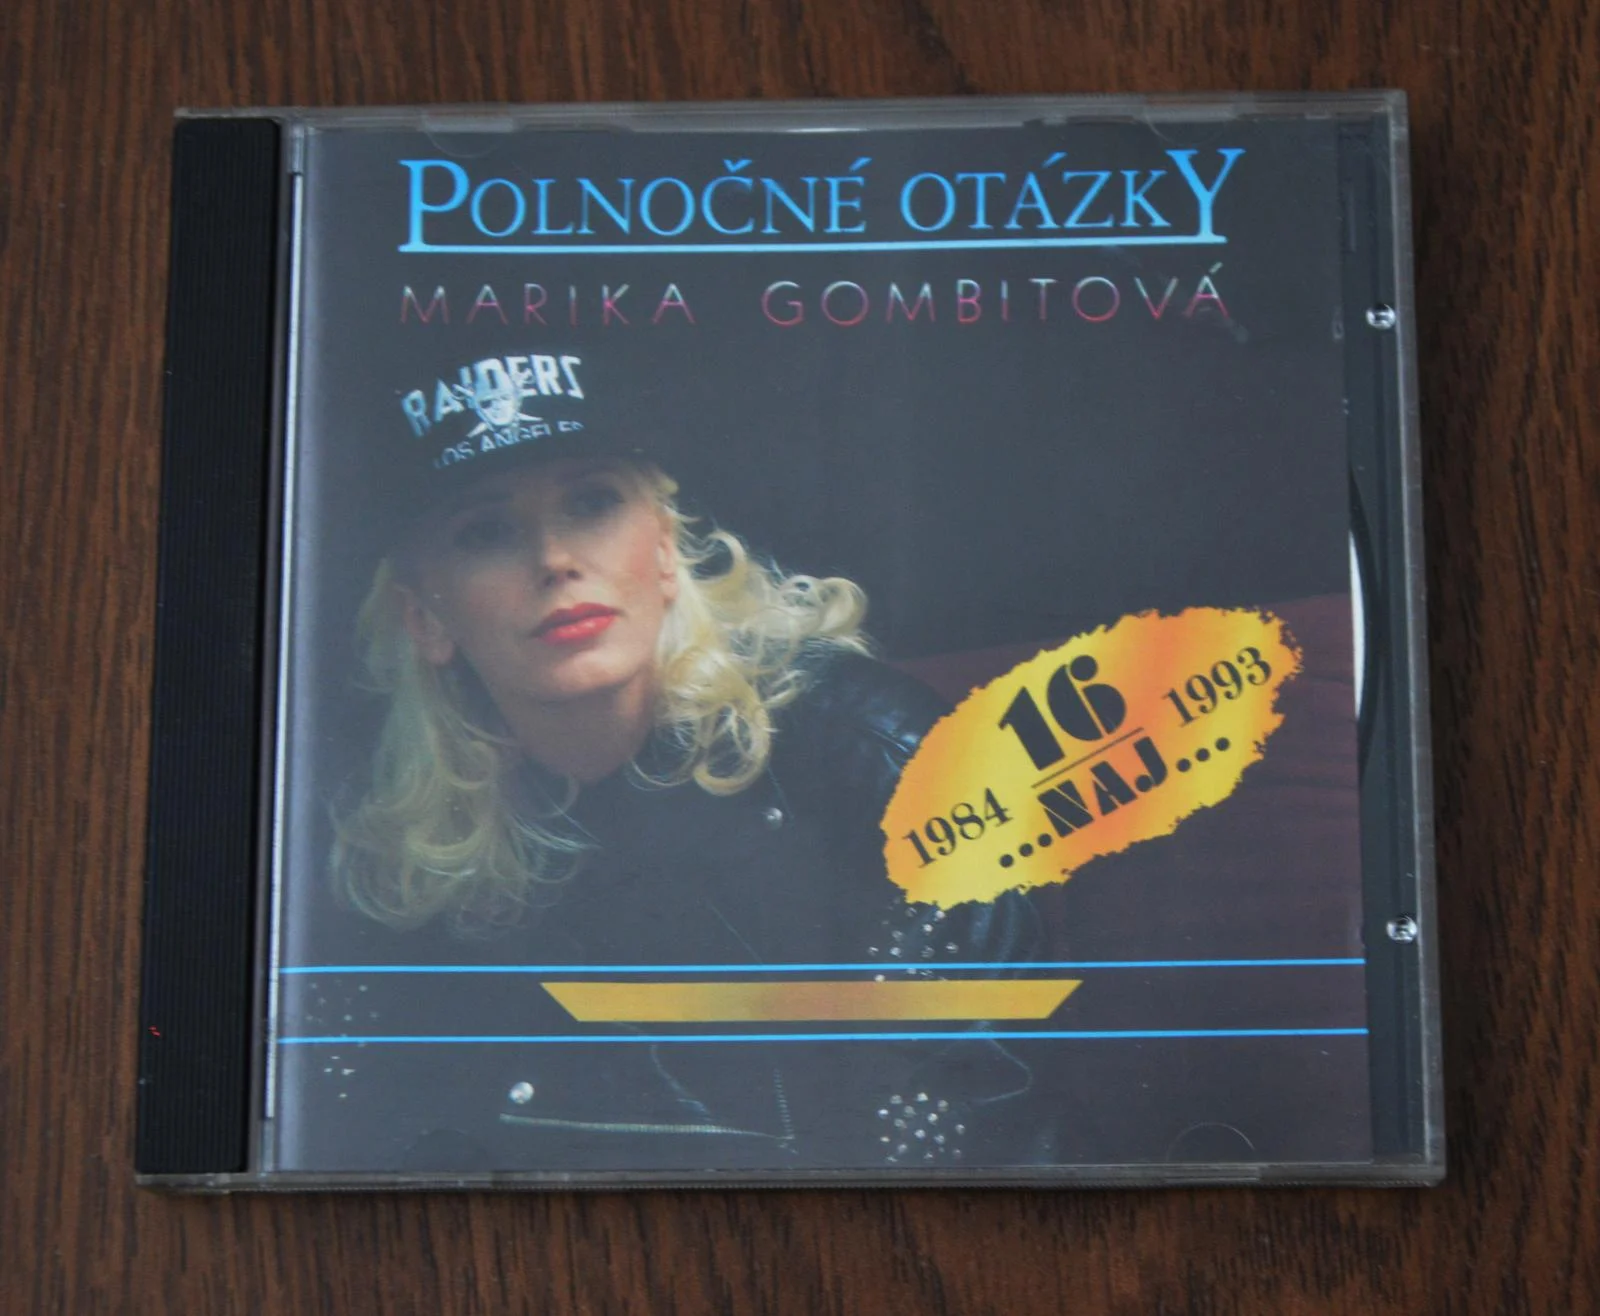 POLNOČNÉ OTÁZKY
MARIKA GOMBITOVÁ
RAIDERS
LOS ANGELES
1984 16 1993
...NAJ...